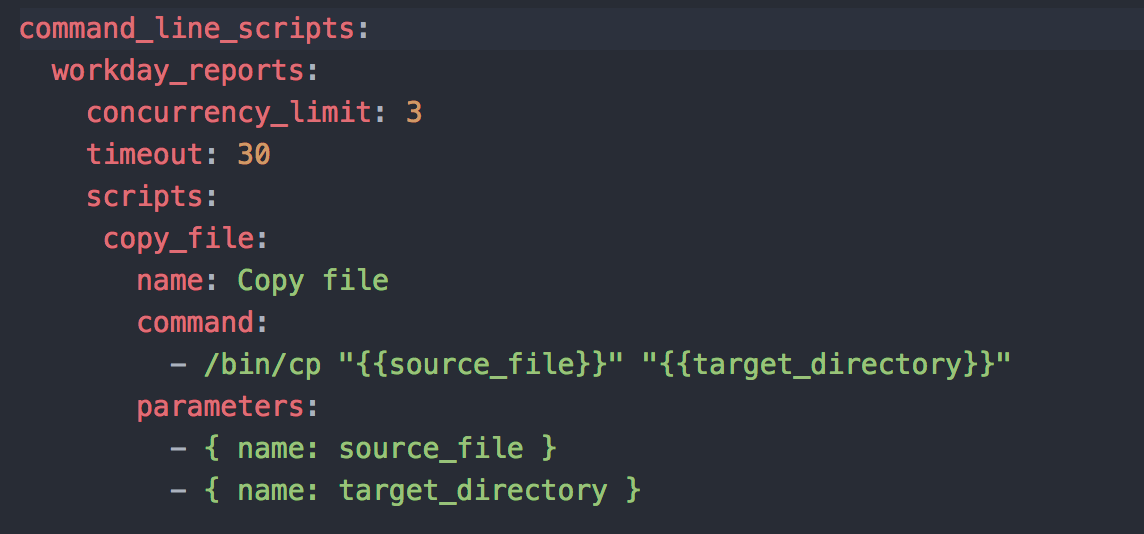 command_line_scripts:
  workday_reports:
    concurrency_limit: 3
    timeout: 30
    scripts:
     copy_file:
       name: Copy file
       command:
         - /bin/cp "{{source_file}}" "{{target_directory}}"
       parameters:
         - { name: source_file }
         - { name: target_directory }